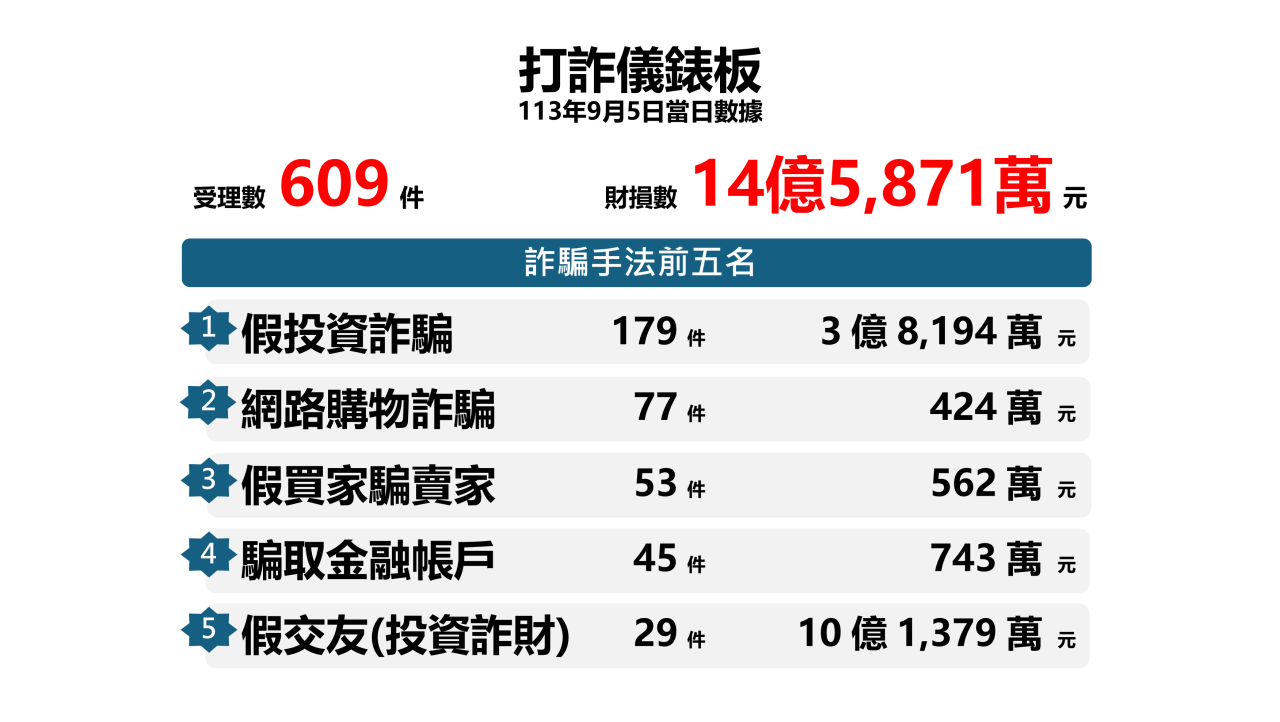 打詐儀錶板
113年9月5日當日數據
受理數 609 件 財損數 14億5,871萬 元
詐騙手法前五名
1 假投資詐騙 179 件 3 億 8,194 萬 元
2 網路購物詐騙 77 件 424 萬 元
3 假買家騙賣家 53 件 562 萬 元
4 騙取金融帳戶 45 件 743 萬 元
5 假交友(投資詐財) 29 件 10 億 1,379 萬 元